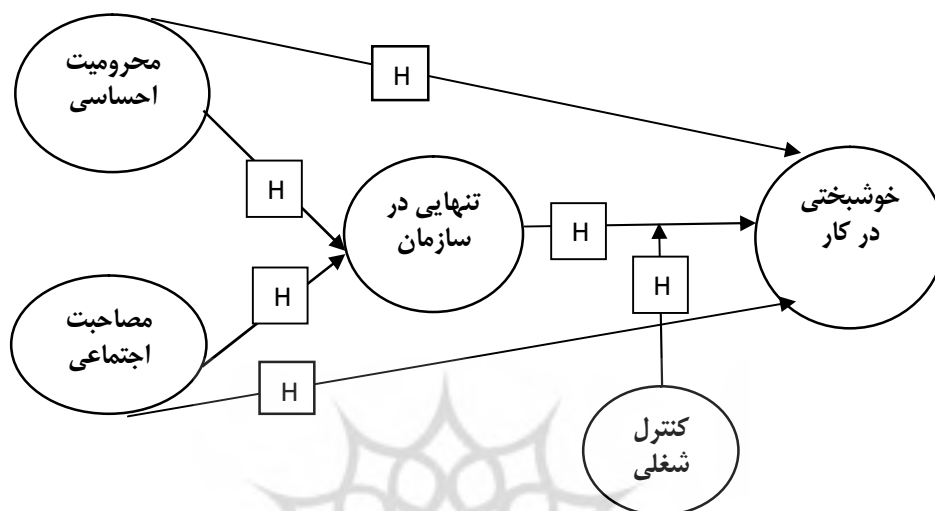 محرومیت
احساسی
H
H
تنهایی در
سازمان
H
خوشبختی
در کار
H
H
مصاحبت
اجتماعی
H
کنترل
شغلی